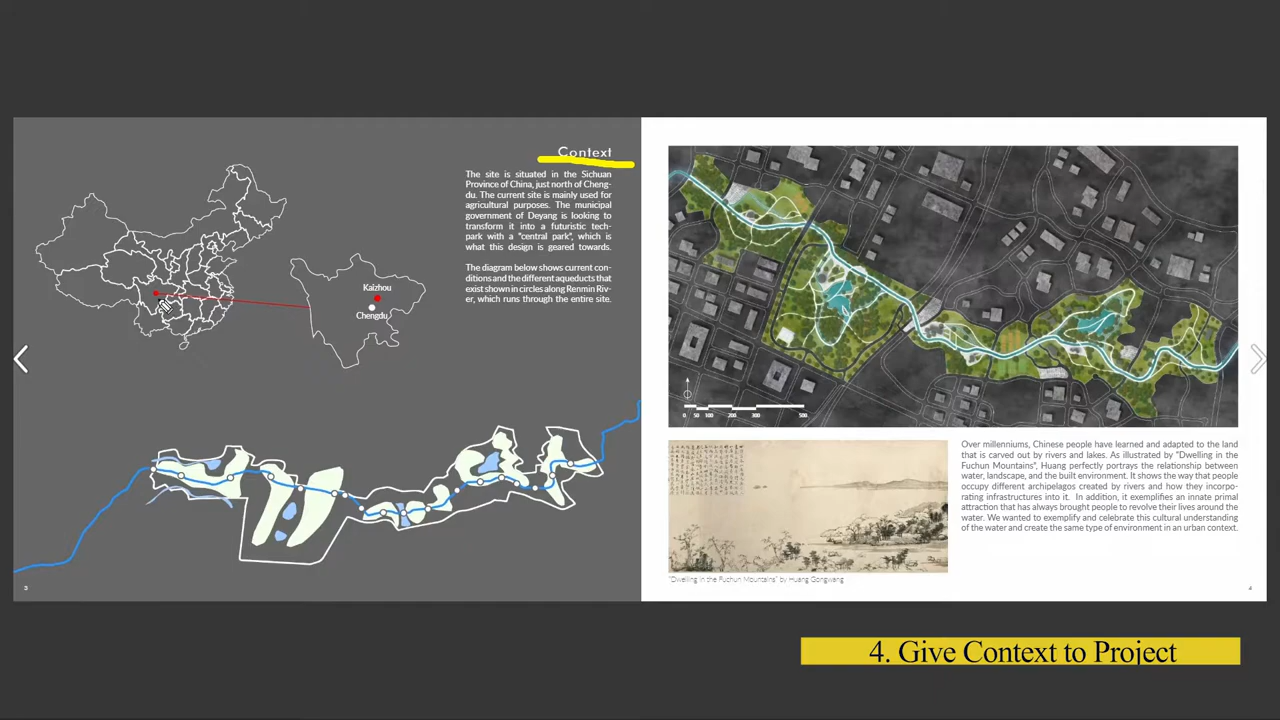 Context
The site is situated in the Sichuan
Province of China, just north of Cheng-
du. The current site is mainly used for
agricultural purposes. The municipal
government of Deyang is looking to
transform it into a futuristic tech-
park with a "central park", which is
what this design is geared towards.
The diagram below shows current con-
ditions and the different aqueducts that
exist shown in circles along Renmin Riv-
er, which runs through the entire site.
Kaizhou
Chengdu
3
0 50 100 200 300 500
Over millenniums, Chinese people have learned and adapted to the land
that is carved out by rivers and lakes. As illustrated by "Dwelling in the
Fuchun Mountains", Huang perfectly portrays the relationship between
water, landscape, and the built environment. It shows the way that people
occupy different archipelagos created by rivers and how they incorpo-
rating infrastructures into it. In addition, it exemplifies an innate primal
attraction that has always brought people to revolve their lives around the
water. We wanted to exemplify and celebrate this cultural understanding
of the water and create the same type of environment in an urban context.
"Dwelling in the Fuchun Mountains" by Huang Gongwang
4
4. Give Context to Project